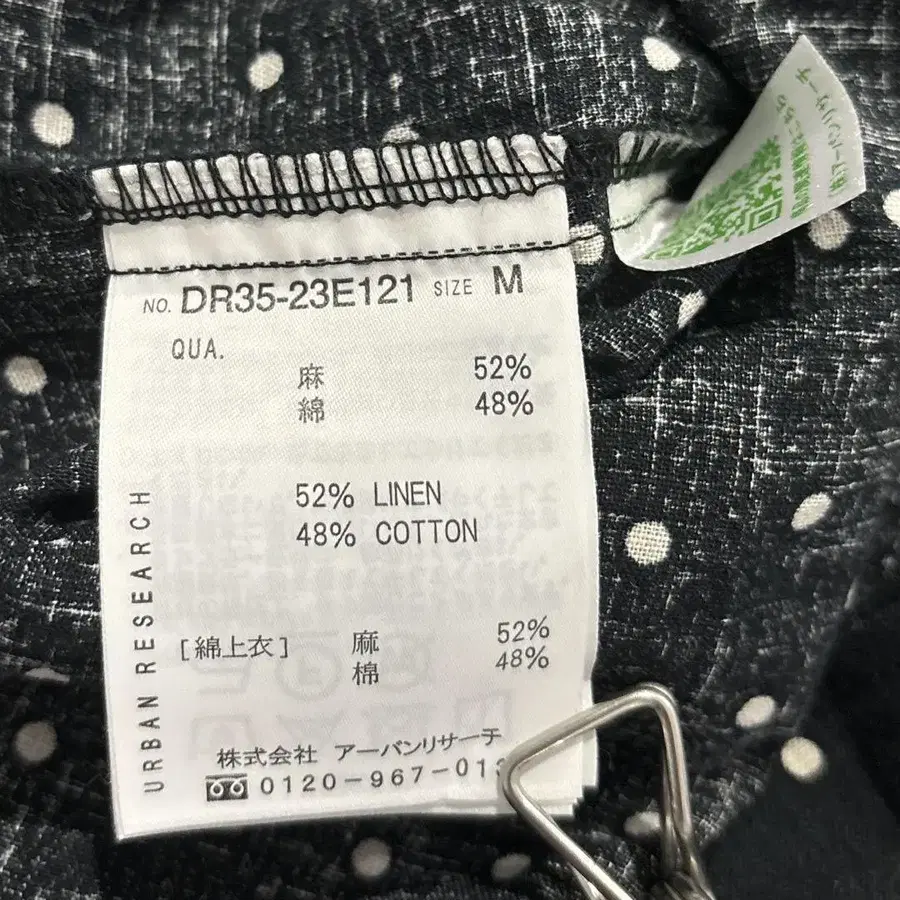 NO. DR35-23E121 SIZE M
QUA.
麻 52%
綿 48%
52% LINEN
48% COTTON
URBAN RESEARCH
[綿上衣] 麻 52%
棉 48%
株式会社 アーバンリサーチ
0120-967-01